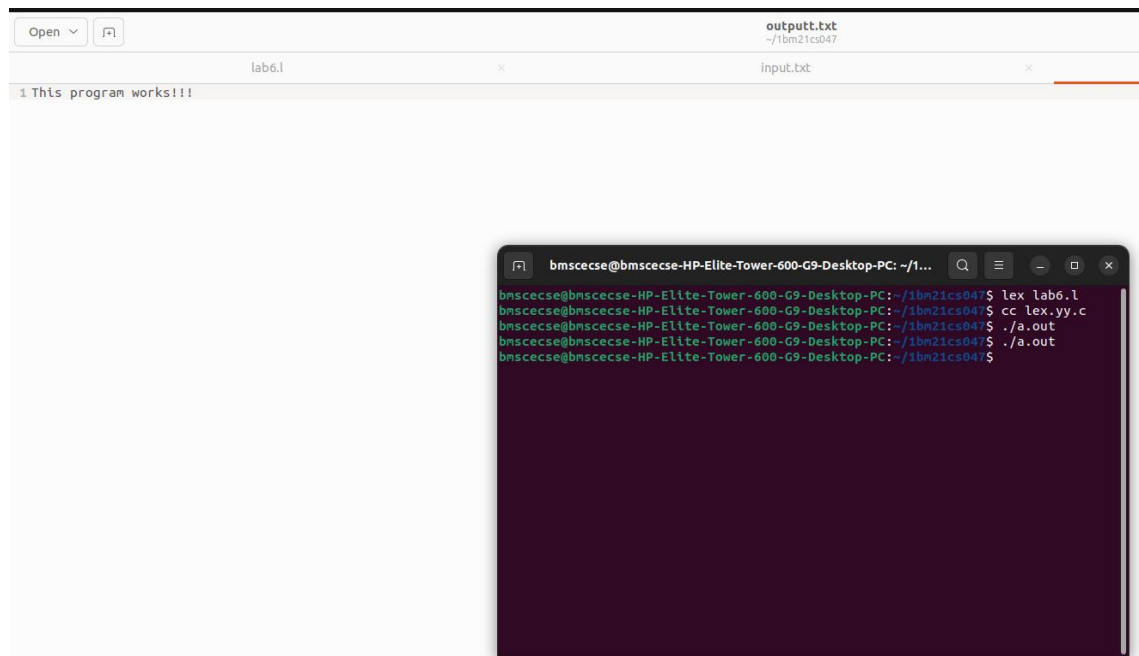 Open
outputt.txt
~/1bm21cs047
lab6.l
input.txt
1 This program works!!!
bmscecse@bmscecse-HP-Elite-Tower-600-G9-Desktop-PC: ~/1...
bmscecse@bmscecse-HP-Elite-Tower-600-G9-Desktop-PC:~/1bm21cs047$ lex lab6.l
bmscecse@bmscecse-HP-Elite-Tower-600-G9-Desktop-PC:~/1bm21cs047$ cc lex.yy.c
bmscecse@bmscecse-HP-Elite-Tower-600-G9-Desktop-PC:~/1bm21cs047$ ./a.out
bmscecse@bmscecse-HP-Elite-Tower-600-G9-Desktop-PC:~/1bm21cs047$ ./a.out
bmscecse@bmscecse-HP-Elite-Tower-600-G9-Desktop-PC:~/1bm21cs047$